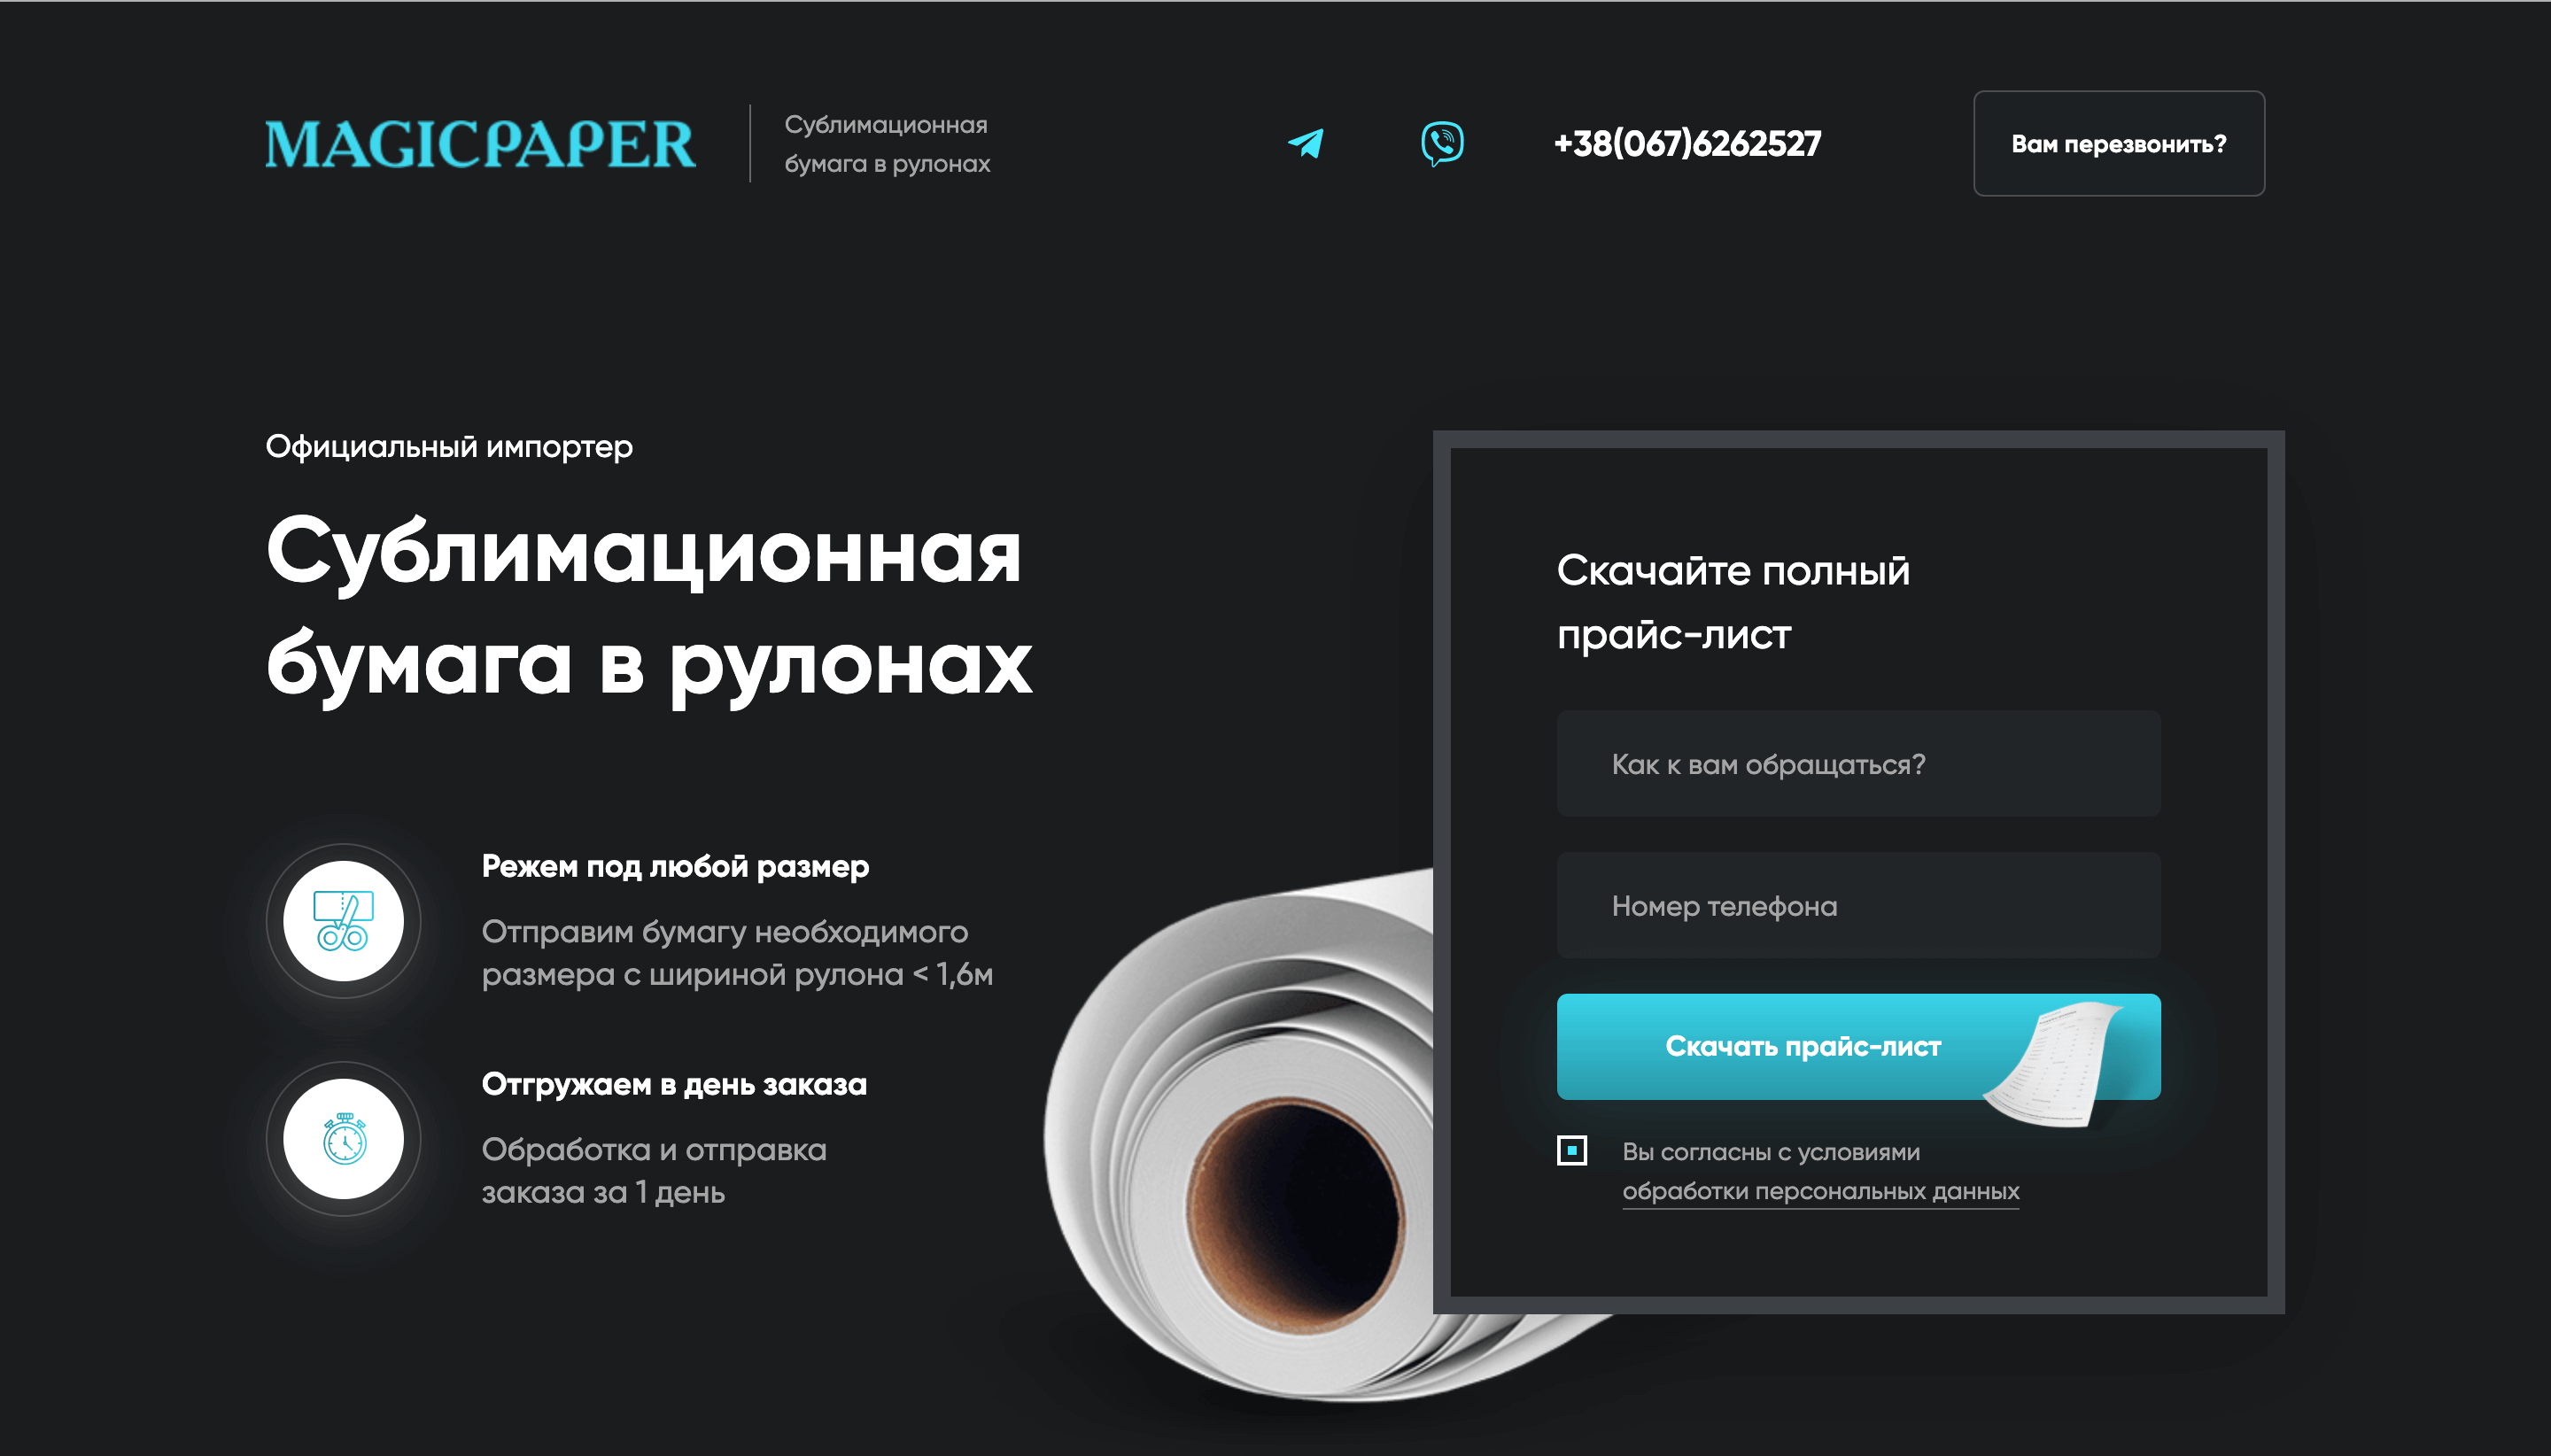 MAGICPAPER
Сублимационная
бумага в рулонах
+38(067)6262527
Вам перезвонить?
Официальный импортер
Сублимационная
бумага в рулонах
Режем под любой размер
Отправим бумагу необходимого
размера с шириной рулона < 1,6м
Отгружаем в день заказа
Обработка и отправка
заказа за 1 день
Скачайте полный
прайс-лист
Как к вам обращаться?
Номер телефона
Скачать прайс-лист
Вы согласны с условиями
обработки персональных данных